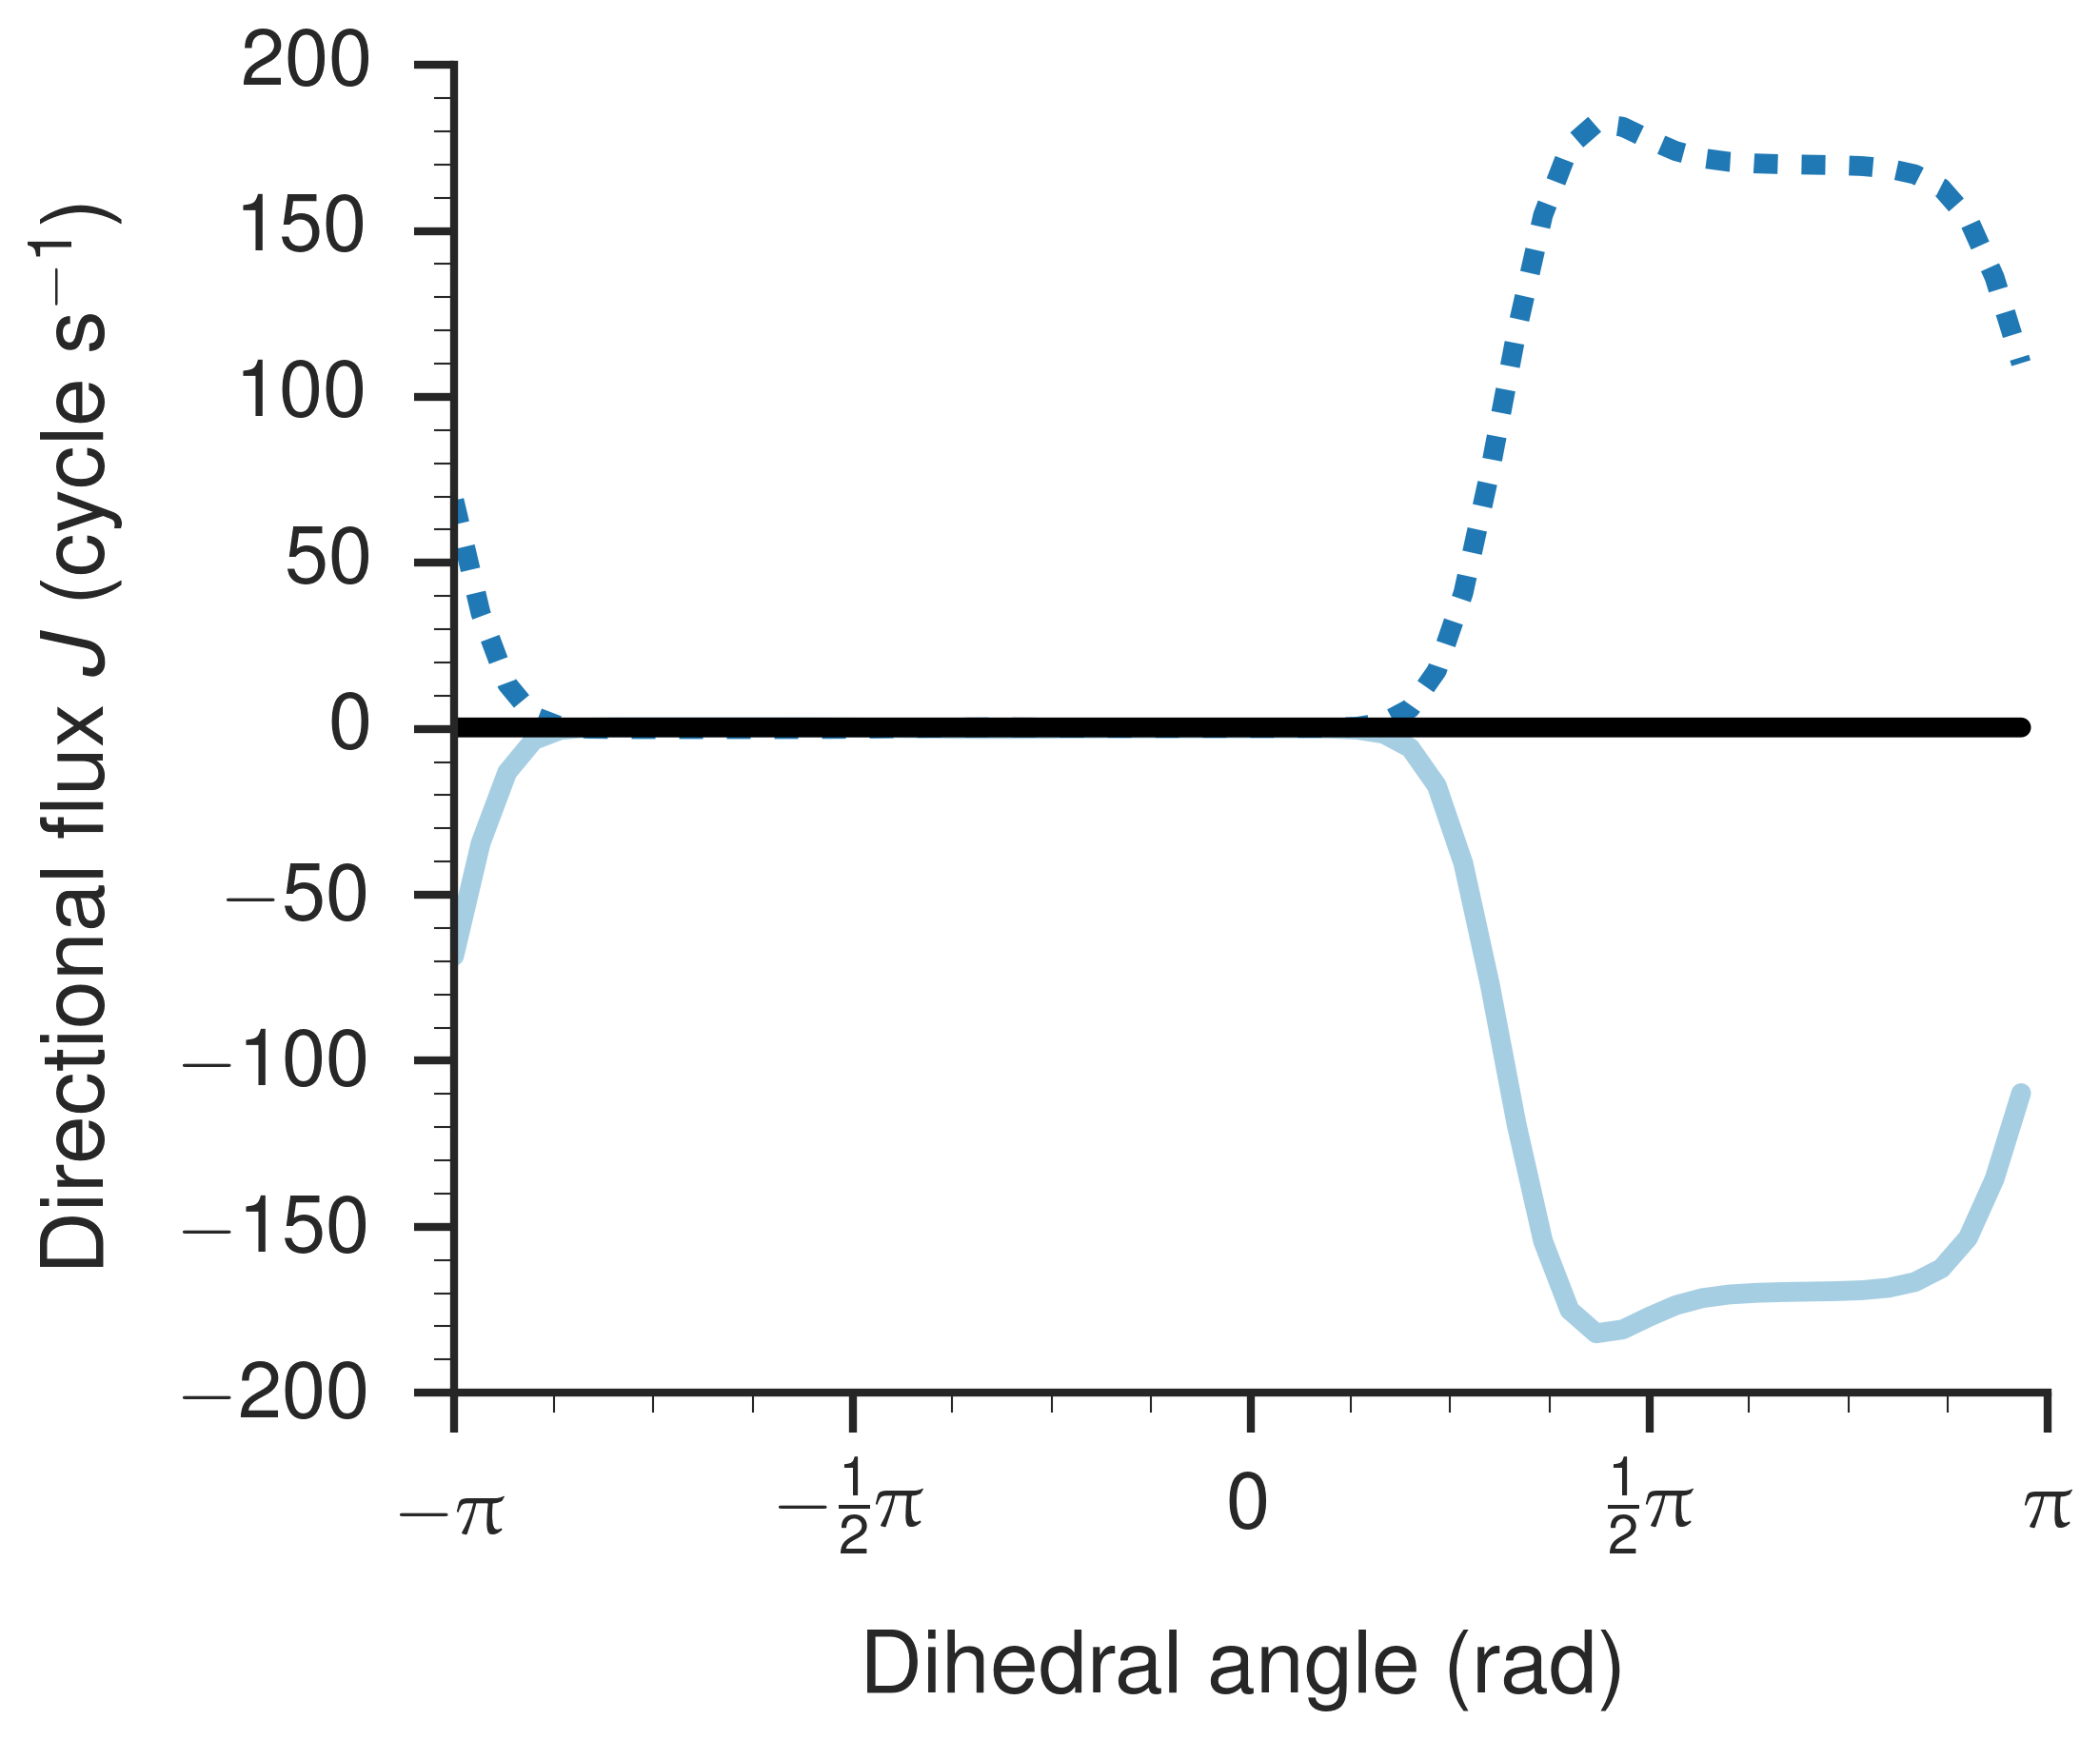 Directional flux J (cycle s⁻¹)
200
150
100
50
0
−50
−100
−150
−200
−π
−½π
0
½π
π
Dihedral angle (rad)